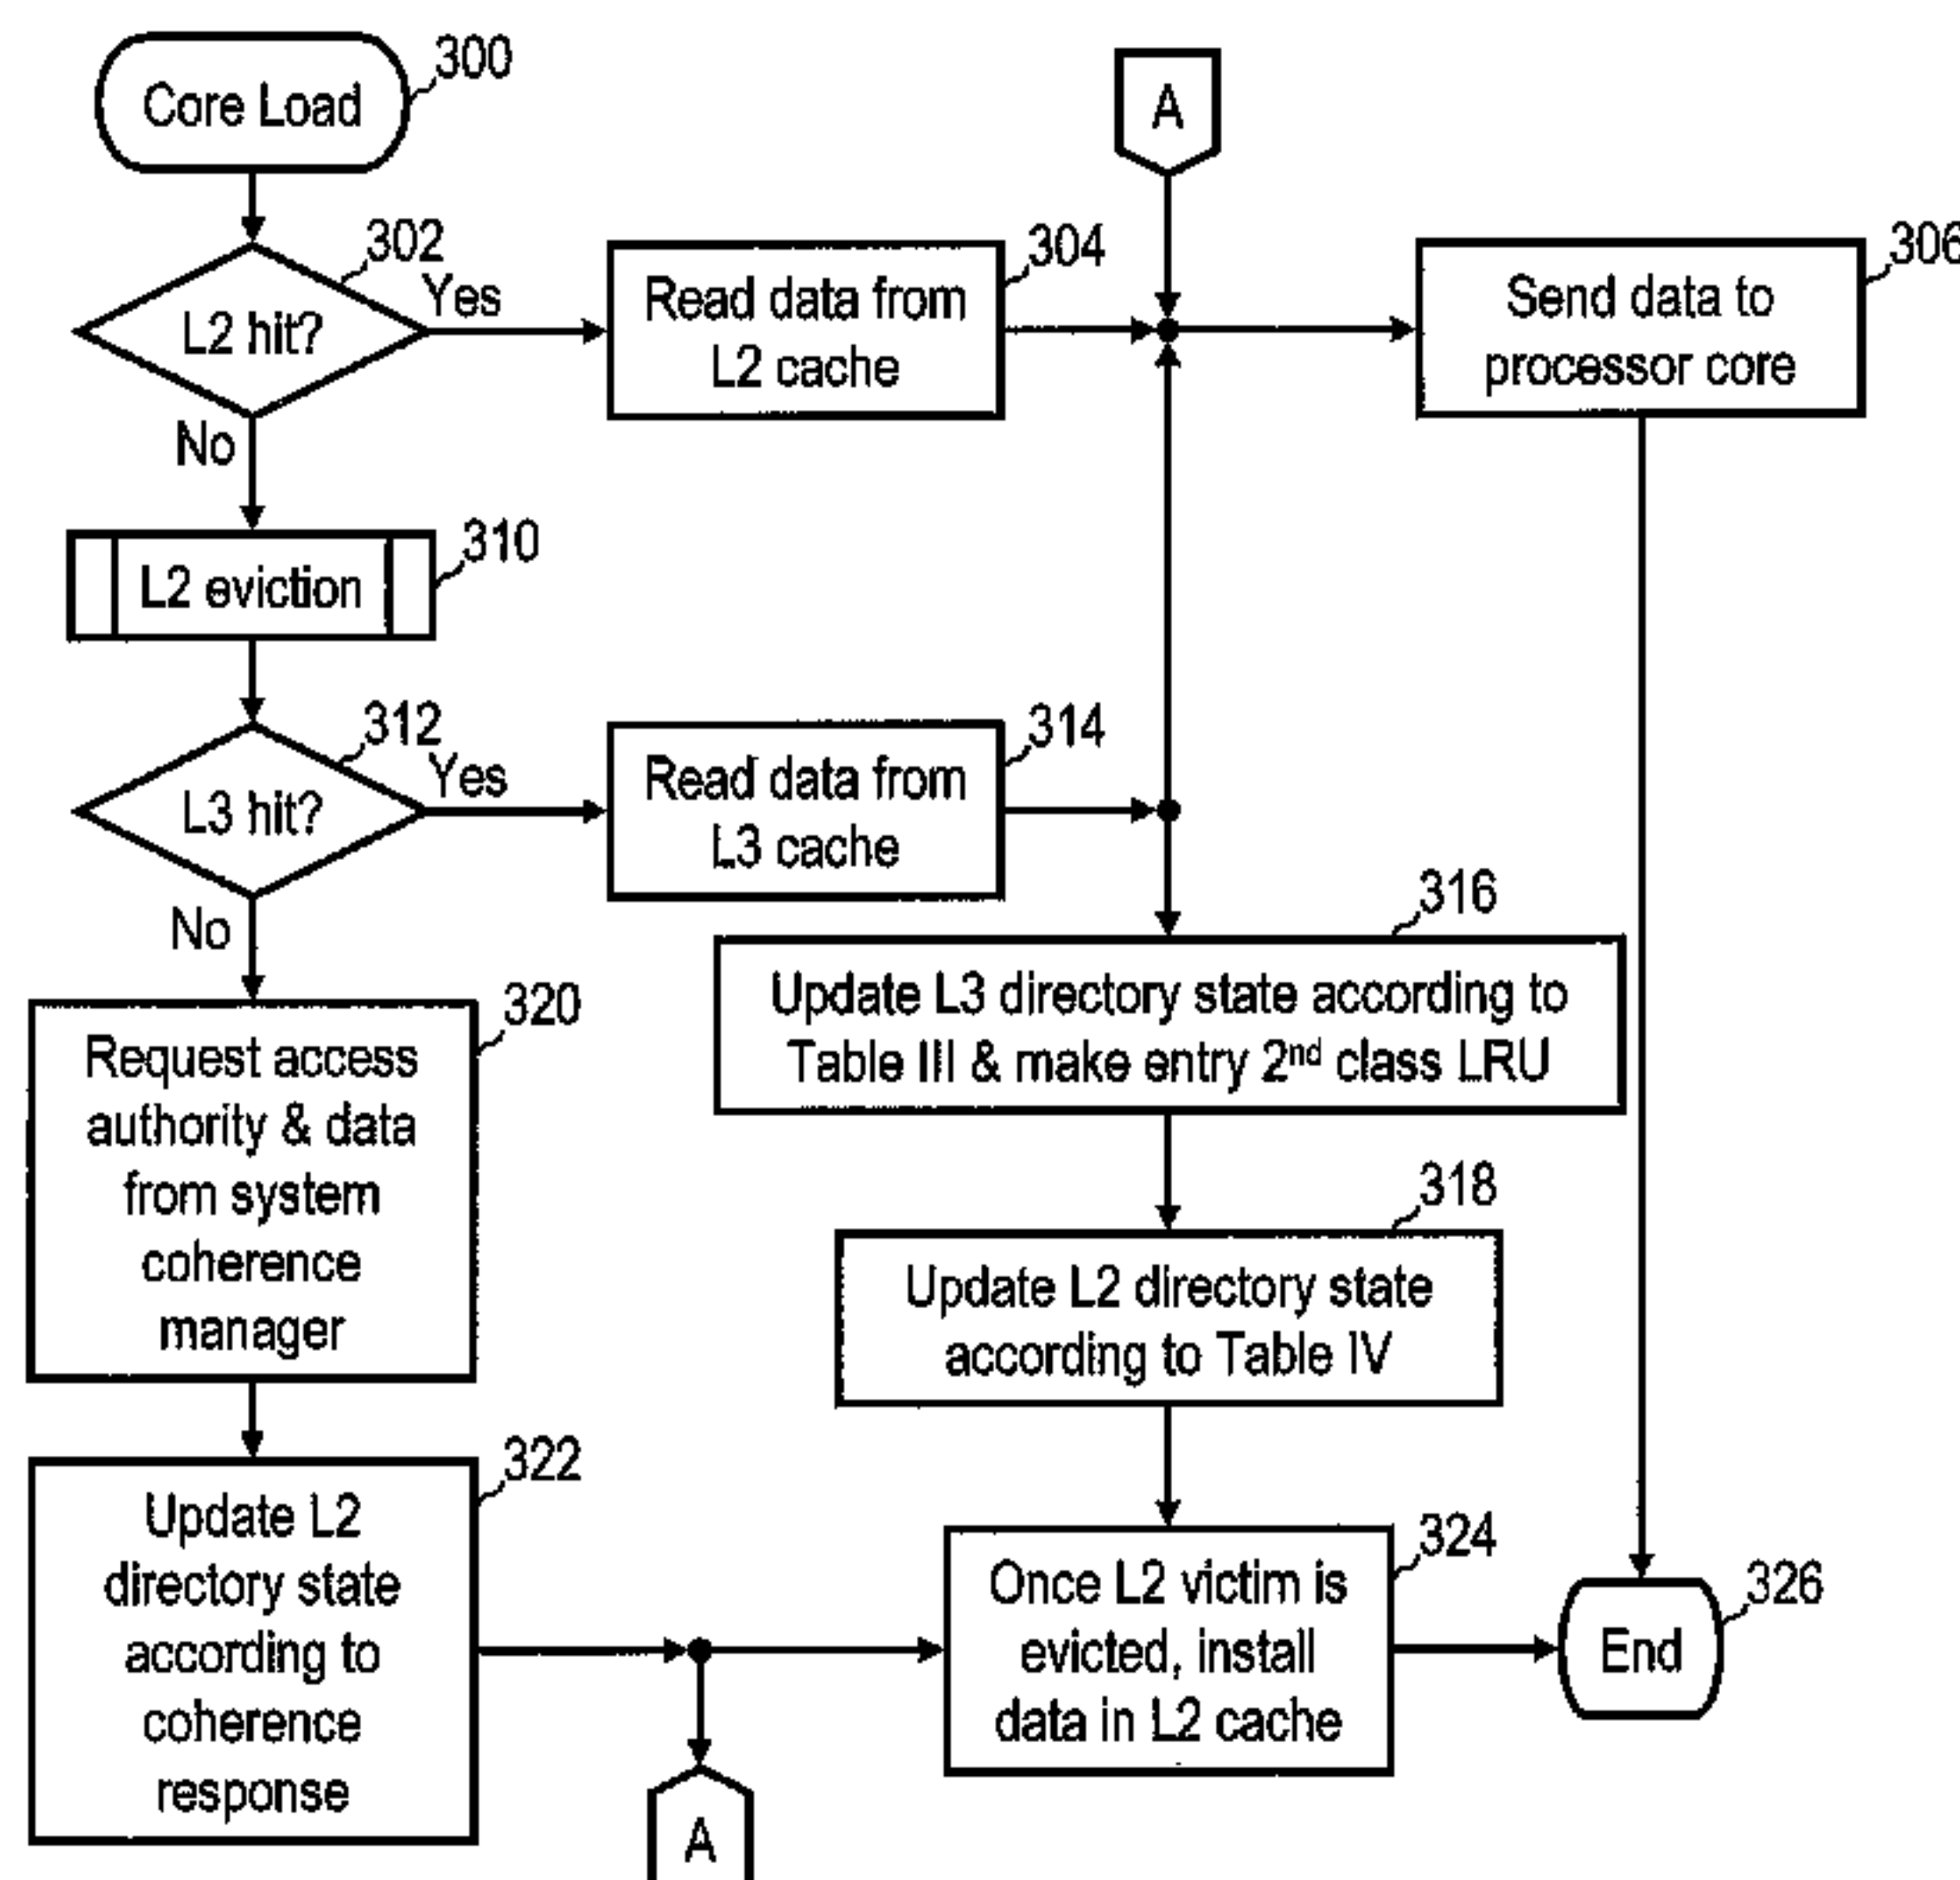 300
Core Load
A
302
Yes
L2 hit?
No
304
Read data from
L2 cache
306
Send data to
processor core
310
L2 eviction
312
Yes
L3 hit?
No
314
Read data from
L3 cache
316
Update L3 directory state according to
Table III & make entry 2nd class LRU
318
Update L2 directory state
according to Table IV
320
Request access
authority & data
from system
coherence
manager
322
Update L2
directory state
according to
coherence
response
A
324
Once L2 victim is
evicted, install
data in L2 cache
326
End